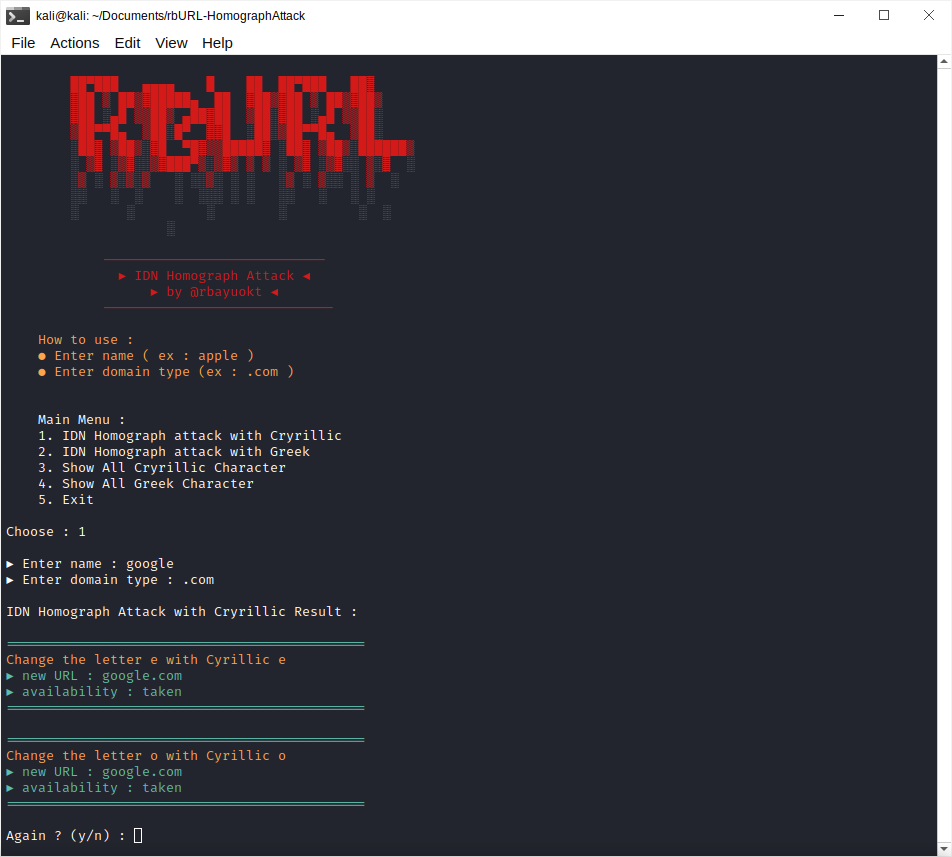 kali@kali: ~/Documents/rbURL-HomographAttack
File Actions Edit View Help
RBURL
► IDN Homograph Attack ◄
► by @rbayuokt ◄
How to use :
● Enter name ( ex : apple )
● Enter domain type (ex : .com )
Main Menu :
1. IDN Homograph attack with Cryrillic
2. IDN Homograph attack with Greek
3. Show All Cryrillic Character
4. Show All Greek Character
5. Exit
Choose : 1
► Enter name : google
► Enter domain type : .com
IDN Homograph Attack with Cryrillic Result :
Change the letter e with Cyrillic e
► new URL : google.com
► availability : taken
Change the letter o with Cyrillic o
► new URL : google.com
► availability : taken
Again ? (y/n) :